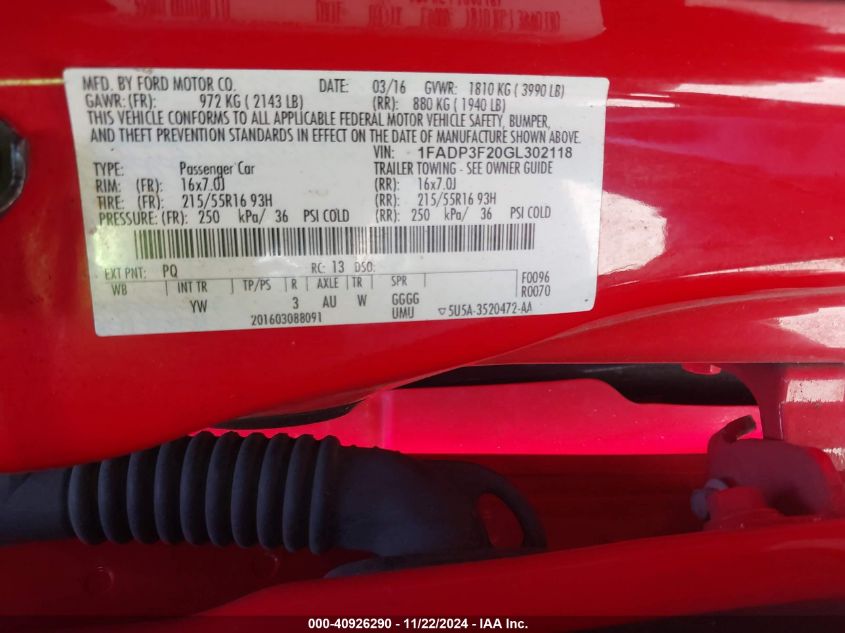 MFD. BY FORD MOTOR CO. DATE: 03/16 GVWR: 1810 KG ( 3990 LB)
GAWR: (FR): 972 KG ( 2143 LB) (RR): 880 KG ( 1940 LB)
THIS VEHICLE CONFORMS TO ALL APPLICABLE FEDERAL MOTOR VEHICLE SAFETY, BUMPER,
AND THEFT PREVENTION STANDARDS IN EFFECT ON THE DATE OF MANUFACTURE SHOWN ABOVE.
VIN: 1FADP3F20GL302118
TYPE: Passenger Car TRAILER TOWING - SEE OWNER GUIDE
RIM: (FR): 16x7.0J (RR): 16x7.0J
TIRE: (FR): 215/55R16 93H (RR): 215/55R16 93H
PRESSURE: (FR): 250 kPa/ 36 PSI COLD (RR): 250 kPa/ 36 PSI COLD
EXT PNT: PQ RC: 13 DSO: F0096
WB INT TR TP/PS R AXLE TR SPR R0070
YW 3 AU W GGGG
UMU
201603088091 ▽5U5A-3520472-AA
000-40926290 - 11/22/2024 - IAA Inc.